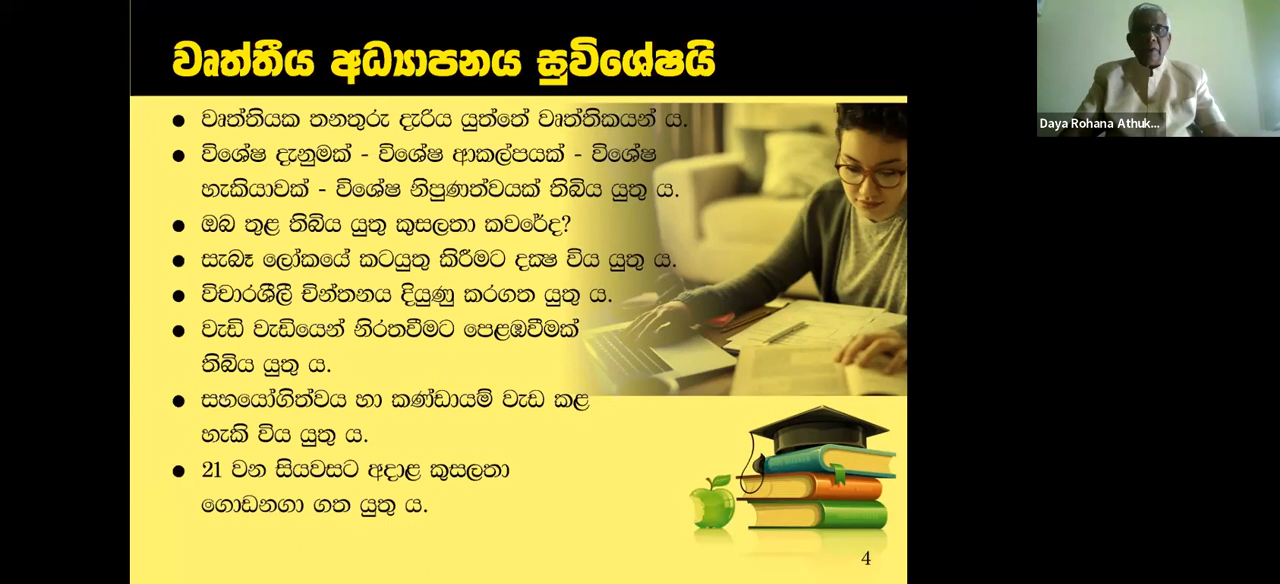 වෘත්තීය අධ්‍යාපනය සුවිශේෂයි
● වෘත්තියක තනතුරු දැරිය යුත්තේ වෘත්තිකයන් ය.
● විශේෂ දැනුමක් - විශේෂ ආකල්පයක් - විශේෂ
හැකියාවක් - විශේෂ නිපුණත්වයක් තිබිය යුතු ය.
● ඔබ තුළ තිබිය යුතු කුසලතා කවරේද?
● සැබෑ ලෝකයේ කටයුතු කිරීමට දක්‍ෂ විය යුතු ය.
● විචාරශීලී චින්තනය දියුණු කරගත යුතු ය.
● වැඩි වැඩියෙන් නිරතවීමට පෙළඹවීමක්
තිබිය යුතු ය.
● සහයෝගිත්වය හා කණ්ඩායම් වැඩ කළ
හැකි විය යුතු ය.
● 21 වන සියවසට අදාළ කුසලතා
ගොඩනගා ගත යුතු ය.
4
Daya Rohana Athuk...